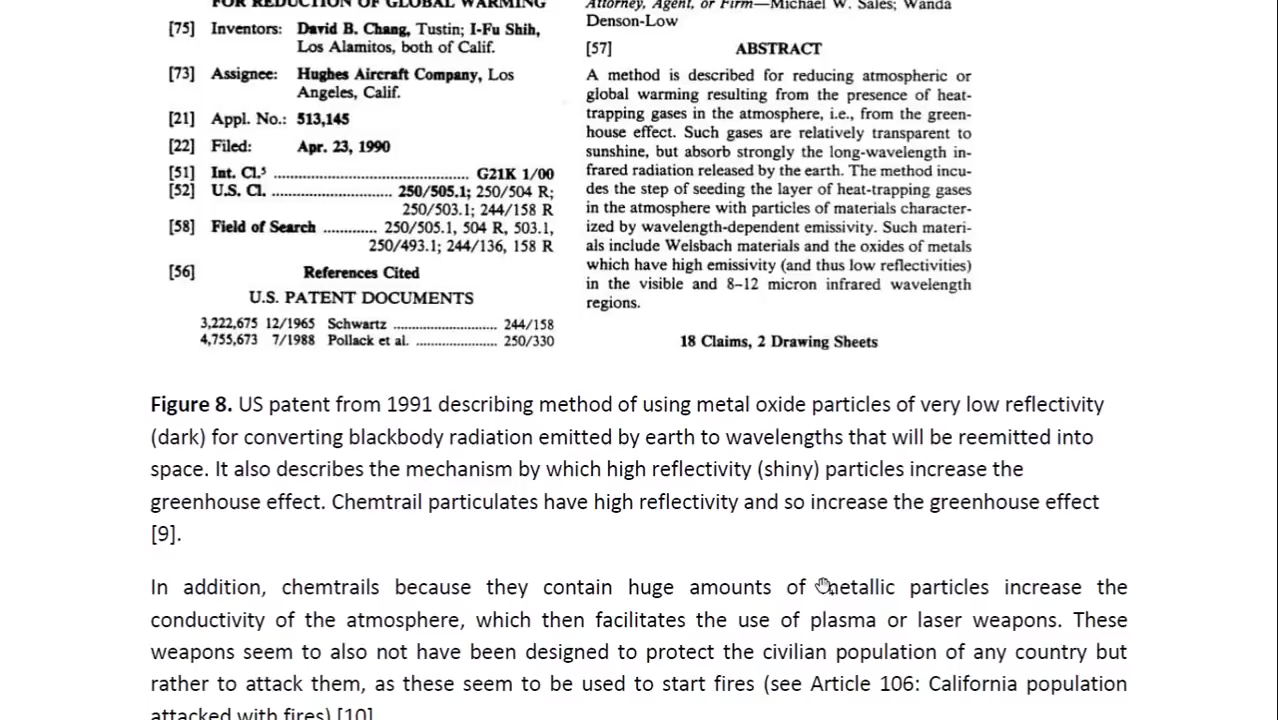 FOR REDUCTION OF GLOBAL WARMING
[75] Inventors: David B. Chang, Tustin; I-Fu Shih,
Los Alamitos, both of Calif.
[73] Assignee: Hughes Aircraft Company, Los
Angeles, Calif.
[21] Appl. No.: 513,145
[22] Filed: Apr. 23, 1990
[51] Int. Cl.⁵ ................................................ G21K 1/00
[52] U.S. Cl. ................................ 250/505.1; 250/504 R;
250/503.1; 244/158 R
[58] Field of Search ............. 250/505.1, 504 R, 503.1,
250/493.1; 244/136, 158 R
[56] References Cited
U.S. PATENT DOCUMENTS
3,222,675 12/1965 Schwartz ............................ 244/158
4,755,673 7/1988 Pollack et al. ...................... 250/330
Attorney, Agent, or Firm—Michael W. Sales; Wanda
Denson-Low
[57] ABSTRACT
A method is described for reducing atmospheric or
global warming resulting from the presence of heat-
trapping gases in the atmosphere, i.e., from the green-
house effect. Such gases are relatively transparent to
sunshine, but absorb strongly the long-wavelength in-
frared radiation released by the earth. The method incu-
des the step of seeding the layer of heat-trapping gases
in the atmosphere with particles of materials character-
ized by wavelength-dependent emissivity. Such materi-
als include Welsbach materials and the oxides of metals
which have high emissivity (and thus low reflectivities)
in the visible and 8–12 micron infrared wavelength
regions.
18 Claims, 2 Drawing Sheets
Figure 8. US patent from 1991 describing method of using metal oxide particles of very low reflectivity
(dark) for converting blackbody radiation emitted by earth to wavelengths that will be reemitted into
space. It also describes the mechanism by which high reflectivity (shiny) particles increase the
greenhouse effect. Chemtrail particulates have high reflectivity and so increase the greenhouse effect
[9].
In addition, chemtrails because they contain huge amounts of metallic particles increase the
conductivity of the atmosphere, which then facilitates the use of plasma or laser weapons. These
weapons seem to also not have been designed to protect the civilian population of any country but
rather to attack them, as these seem to be used to start fires (see Article 106: California population
attacked with fires) [10]